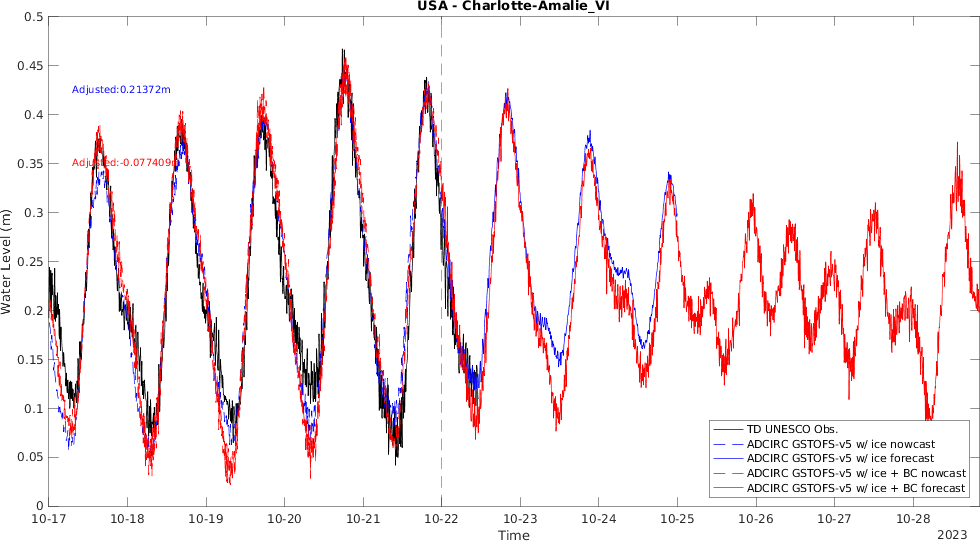 USA - Charlotte-Amalie_VI
0.5
0.45
0.4
0.35
0.3
0.25
0.2
0.15
0.1
0.05
0
Water Level (m)
Adjusted:0.21372m
Adjusted:-0.077409m
TD UNESCO Obs.
ADCIRC GSTOFS-v5 w/ ice nowcast
ADCIRC GSTOFS-v5 w/ ice forecast
ADCIRC GSTOFS-v5 w/ ice + BC nowcast
ADCIRC GSTOFS-v5 w/ ice + BC forecast
10-17 10-18 10-19 10-20 10-21 10-22 10-23 10-24 10-25 10-26 10-27 10-28
Time
2023